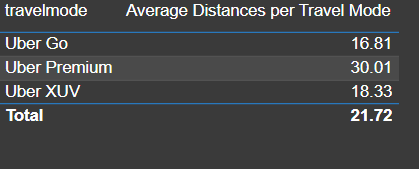 travelmode Average Distances per Travel Mode
Uber Go 16.81
Uber Premium 30.01
Uber XUV 18.33
Total 21.72